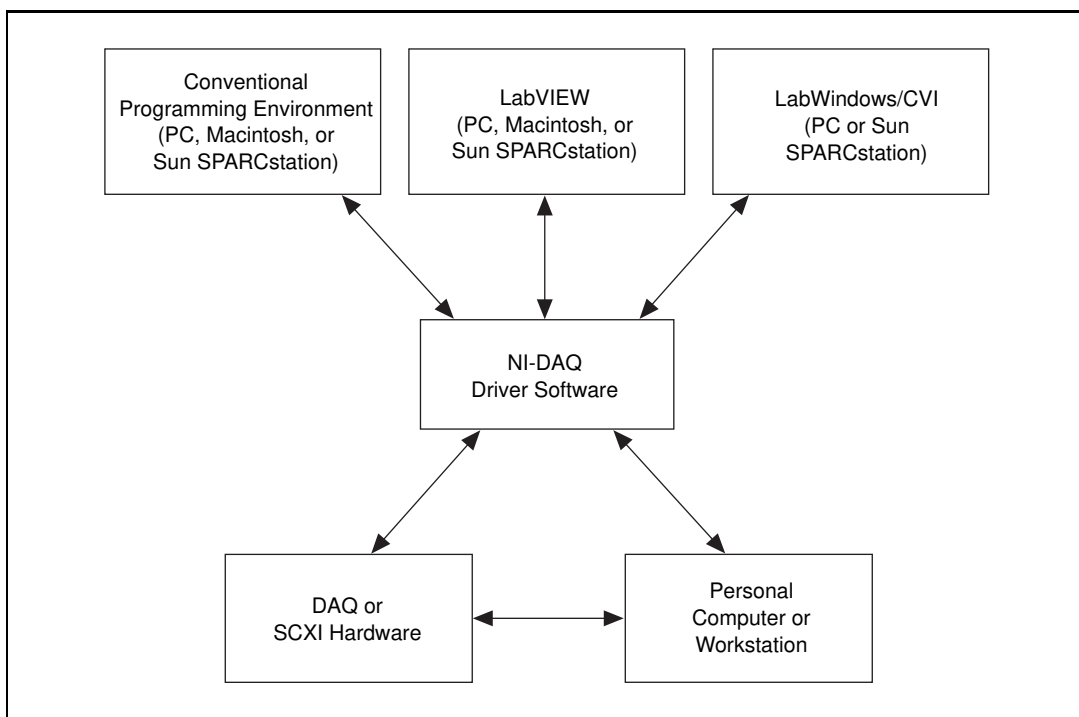 Conventional
Programming Environment
(PC, Macintosh, or
Sun SPARCstation)
LabVIEW
(PC, Macintosh, or
Sun SPARCstation)
LabWindows/CVI
(PC or Sun
SPARCstation)
NI-DAQ
Driver Software
DAQ or
SCXI Hardware
Personal
Computer or
Workstation